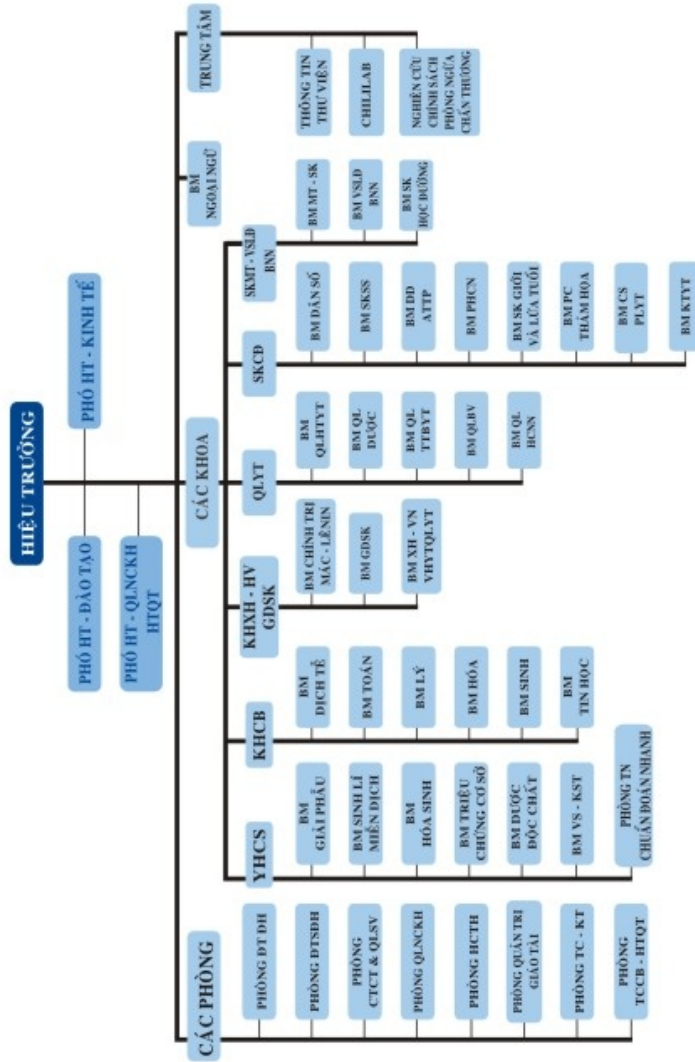 HIỆU TRƯỞNG
PHÓ HT - ĐÀO TẠO
PHÓ HT - KINH TẾ
PHÓ HT - QLNCKH
HTQT
CÁC PHÒNG
CÁC KHOA
BM
NGOẠI NGỮ
TRUNG TÂM
PHÒNG ĐT ĐH
PHÒNG ĐTSĐH
PHÒNG
CTCT & QLSV
PHÒNG QLNCKH
PHÒNG HCTH
PHÒNG QUẢN TRỊ
GIÁO TÀI
PHÒNG TC - KT
PHÒNG
TCCB - HTQT
YHCS
BM
GIẢI PHẪU
BM SINH LÍ
MIỄN DỊCH
BM
HÓA SINH
BM TRIỆU
CHỨNG CƠ SỞ
BM DƯỢC
ĐỘC CHẤT
BM VS - KST
PHÒNG TN
CHUẨN ĐOÁN NHANH
KHCB
BM
DỊCH TỄ
BM TOÁN
BM LÝ
BM HÓA
BM SINH
BM
TIN HỌC
KHXH - HV
GDSK
BM CHÍNH TRỊ
MÁC - LÊNIN
BM GDSK
BM XH - VN
VHYTQLYT
QLYT
BM
QLHTYT
BM QL
DƯỢC
BM QL
TTBYT
BM QLBV
BM QL
HCNN
SKCĐ
BM DÂN SỐ
BM SKSS
BM DD
ATTP
BM PHCN
BM SK GIỚI
VÀ LỨA TUỔI
BM PC
THẢM HỌA
BM CS
PLYT
BM KTYT
SKMT - VSLĐ
BNN
BM MT - SK
BM VSLĐ
BNN
BM SK
HỌC ĐƯỜNG
THÔNG TIN
THƯ VIỆN
CHILILAB
NGHIÊN CỨU
CHÍNH SÁCH
PHÒNG NGỪA
CHẤN THƯƠNG